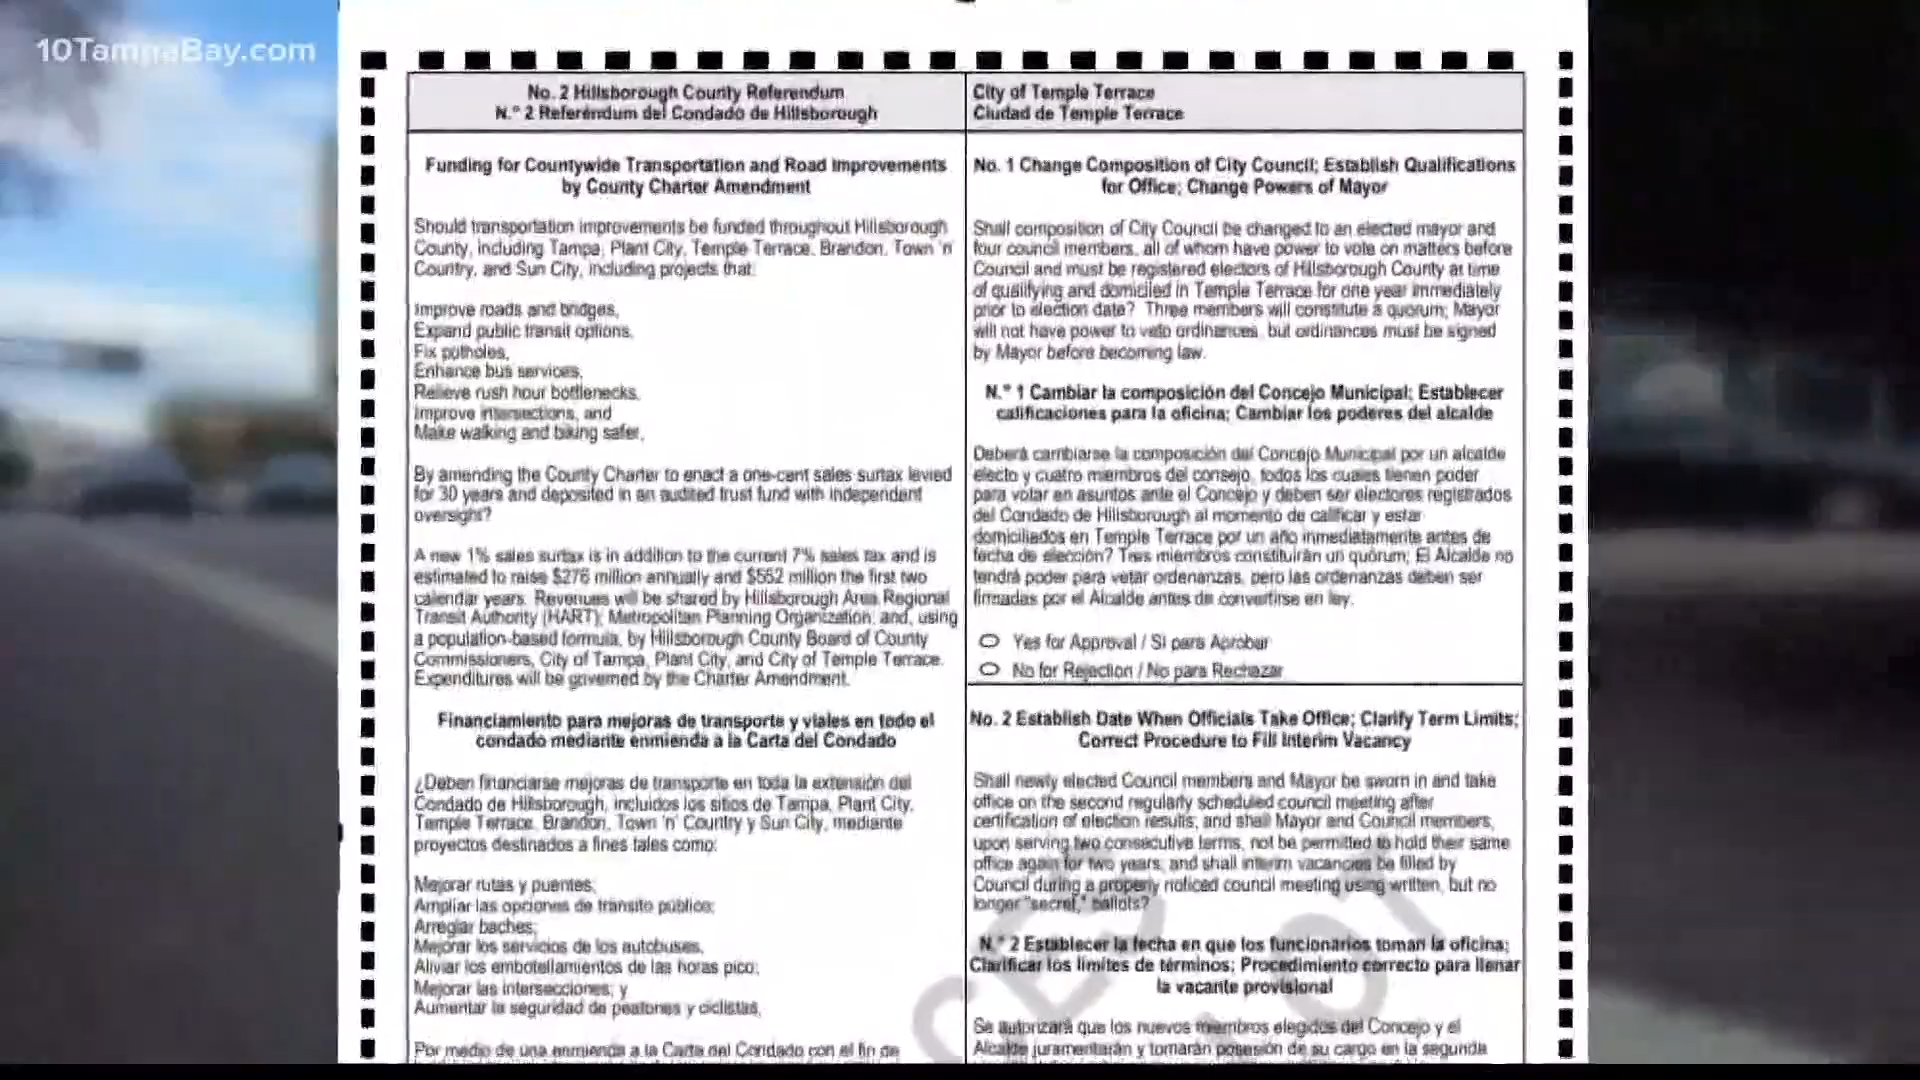 10TampaBay.com
No. 2 Hillsborough County Referendum
N.° 2 Referéndum del Condado de Hillsborough
Funding for Countywide Transportation and Road Improvements
by County Charter Amendment
Should transportation improvements be funded throughout Hillsborough
County, including Tampa, Plant City, Temple Terrace, Brandon, Town 'n'
Country, and Sun City, including projects that:
Improve roads and bridges,
Expand public transit options,
Fix potholes,
Enhance bus services,
Relieve rush hour bottlenecks,
Improve intersections, and
Make walking and biking safer,
By amending the County Charter to enact a one-cent sales surtax levied
for 30 years and deposited in an audited trust fund with independent
oversight?
A new 1% sales surtax is in addition to the current 7% sales tax and is
estimated to raise $276 million annually and $552 million the first two
calendar years. Revenues will be shared by Hillsborough Area Regional
Transit Authority (HART); Metropolitan Planning Organization; and, using
a population-based formula, by Hillsborough County Board of County
Commissioners, City of Tampa, Plant City, and City of Temple Terrace.
Expenditures will be governed by the Charter Amendment.
Financiamiento para mejoras de transporte y viales en todo el
condado mediante enmienda a la Carta del Condado
¿Deben financiarse mejoras de transporte en toda la extensión del
Condado de Hillsborough, incluidos los sitios de Tampa, Plant City,
Temple Terrace, Brandon, Town 'n' Country y Sun City, mediante
proyectos destinados a fines tales como:
Mejorar rutas y puentes;
Ampliar las opciones de tránsito público;
Arreglar baches;
Mejorar los servicios de los autobuses,
Aliviar los embotellamientos de las horas pico;
Mejorar las intersecciones; y
Aumentar la seguridad de peatones y ciclistas,
Por medio de una enmienda a la Carta del Condado con el fin de
City of Temple Terrace
Ciudad de Temple Terrace
No. 1 Change Composition of City Council; Establish Qualifications
for Office; Change Powers of Mayor
Shall composition of City Council be changed to an elected mayor and
four council members, all of whom have power to vote on matters before
Council and must be registered electors of Hillsborough County at time
of qualifying and domiciled in Temple Terrace for one year immediately
prior to election date? Three members will constitute a quorum; Mayor
will not have power to veto ordinances, but ordinances must be signed
by Mayor before becoming law.
N.° 1 Cambiar la composición del Concejo Municipal; Establecer
calificaciones para la oficina; Cambiar los poderes del alcalde
Deberá cambiarse la composición del Concejo Municipal por un alcalde
electo y cuatro miembros del consejo, todos los cuales tienen poder
para votar en asuntos ante el Concejo y deben ser electores registrados
del Condado de Hillsborough al momento de calificar y estar
domiciliados en Temple Terrace por un año inmediatamente antes de
fecha de elección? Tres miembros constituirán un quórum; El Alcalde no
tendrá poder para vetar ordenanzas, pero las ordenanzas deben ser
firmadas por el Alcalde antes de convertirse en ley.
Yes for Approval / Sí para Aprobar
No for Rejection / No para Rechazar
No. 2 Establish Date When Officials Take Office; Clarify Term Limits;
Correct Procedure to Fill Interim Vacancy
Shall newly elected Council members and Mayor be sworn in and take
office on the second regularly scheduled council meeting after
certification of election results; and shall Mayor and Council members,
upon serving two consecutive terms, not be permitted to hold their same
office again for two years; and shall interim vacancies be filled by
Council during a properly noticed council meeting using written, but no
longer "secret," ballots?
N.° 2 Establecer la fecha en que los funcionarios toman la oficina;
Clarificar los límites de términos; Procedimiento correcto para llenar
la vacante provisional
Se autorizará que los nuevos miembros elegidos del Concejo y el
Alcalde juramentarán y tomarán posesión de su cargo en la segunda